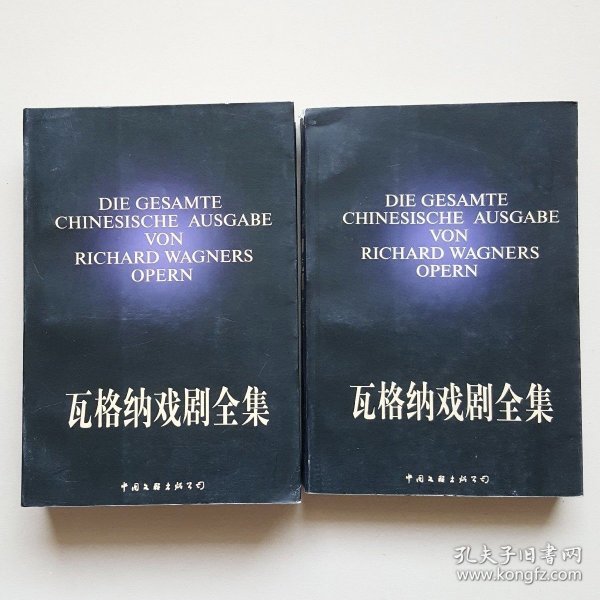 DIE GESAMTE
CHINESISCHE AUSGABE
VON
RICHARD WAGNERS
OPERN
瓦格纳戏剧全集
中国文联出版公司
DIE GESAMTE
CHINESISCHE AUSGABE
VON
RICHARD WAGNERS
OPERN
瓦格纳戏剧全集
中国文联出版公司
孔夫子旧书网
www.kongfz.com